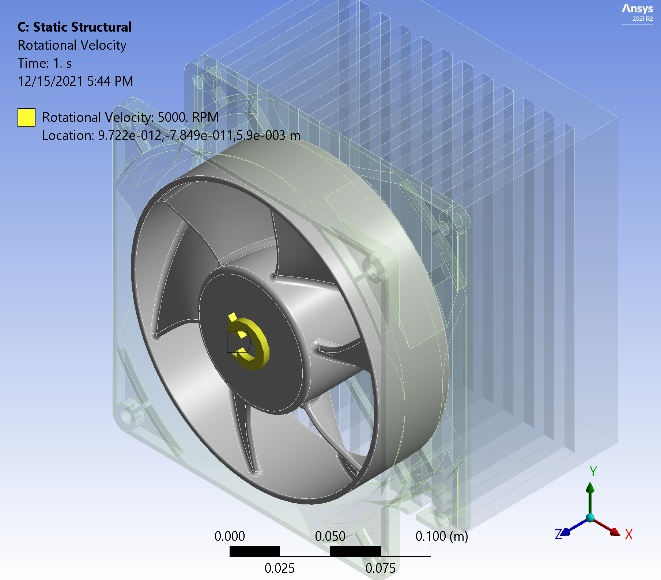 Ansys
2021 R2
C: Static Structural
Rotational Velocity
Time: 1. s
12/15/2021 5:44 PM
Rotational Velocity: 5000. RPM
Location: 9.722e-012,-7.849e-011,5.9e-003 m
0.000 0.050 0.100 (m)
0.025 0.075
Y
Z X